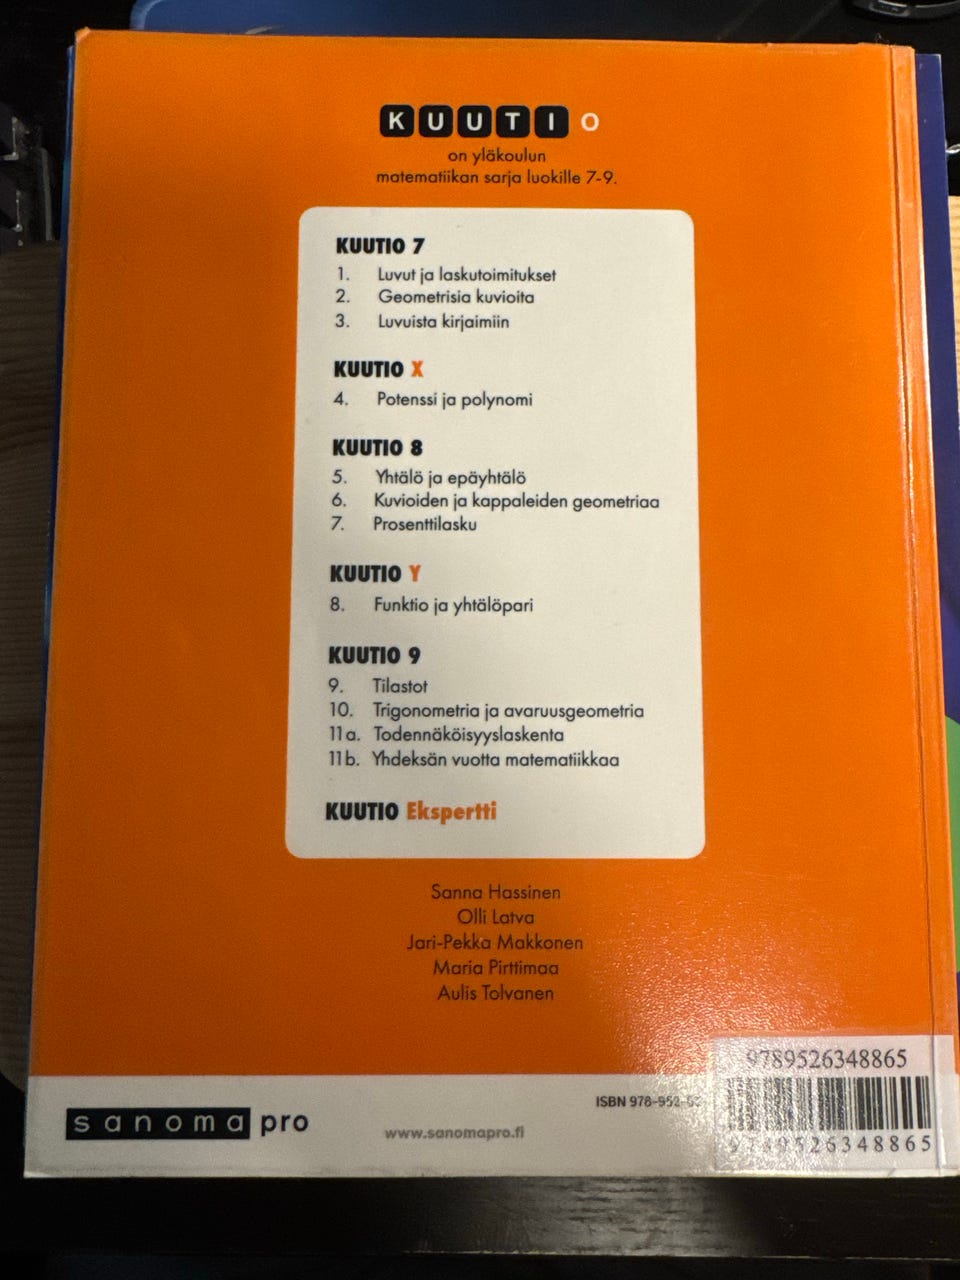 KUUTIO
on yläkoulun
matematiikan sarja luokille 7-9.
KUUTIO 7
1. Luvut ja laskutoimitukset
2. Geometrisia kuvioita
3. Luvuista kirjaimiin
KUUTIO X
4. Potenssi ja polynomi
KUUTIO 8
5. Yhtälö ja epäyhtälö
6. Kuvioiden ja kappaleiden geometriaa
7. Prosenttilasku
KUUTIO Y
8. Funktio ja yhtälöpari
KUUTIO 9
9. Tilastot
10. Trigonometria ja avaruusgeometria
11a. Todennäköisyyslaskenta
11b. Yhdeksän vuotta matematiikkaa
KUUTIO Ekspertti
Sanna Hassinen
Olli Latva
Jari-Pekka Makkonen
Maria Pirttimaa
Aulis Tolvanen
9789526348865
ISBN 978-952-
sanoma pro
www.sanomapro.fi
9789526348865